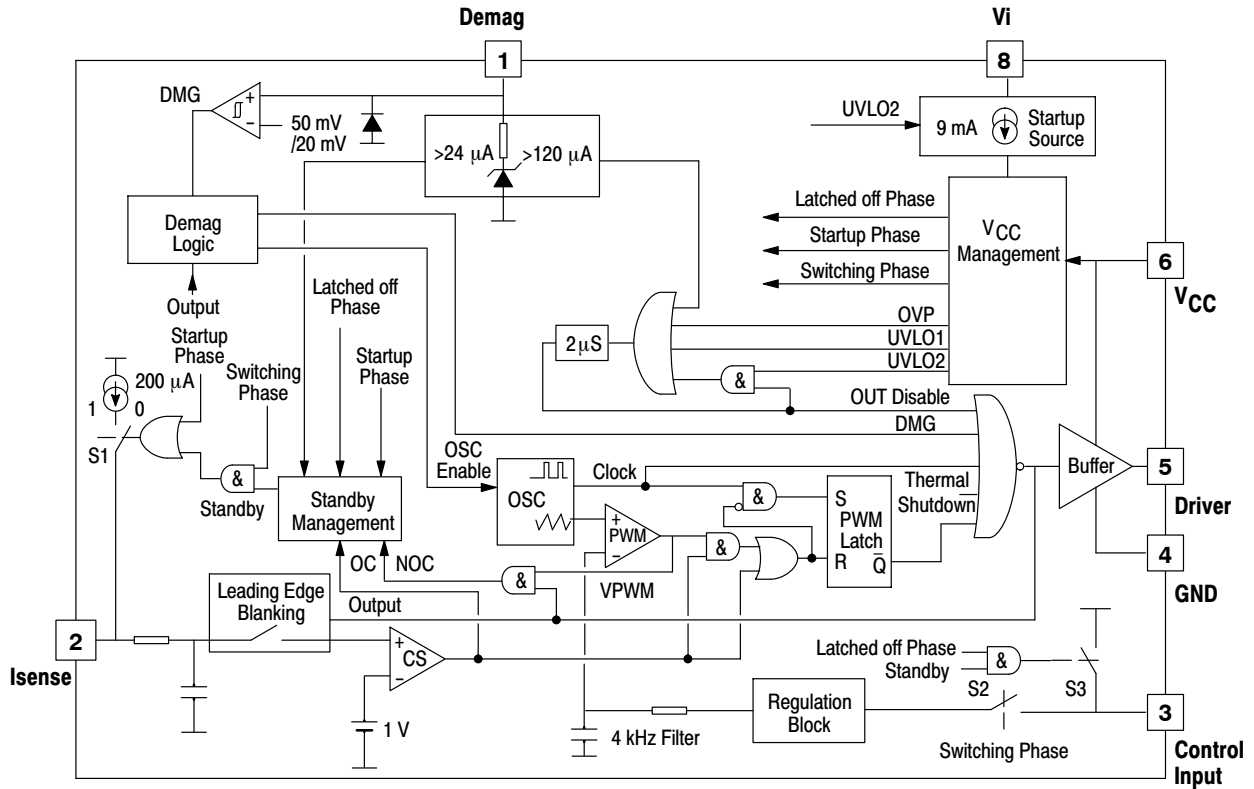 Demag
Vi
1
8
DMG
+
−
50 mV
/20 mV
>24 μA
>120 μA
UVLO2
9 mA
Startup
Source
Demag
Logic
Latched off Phase
Startup Phase
Switching Phase
VCC
Management
6
VCC
Output
Latched off
Phase
Startup
Phase
Switching
Phase
Startup
Phase
200 μA
1
0
S1
2 μS
OVP
UVLO1
UVLO2
&
OUT Disable
DMG
&
Standby
Standby
Management
OSC
Enable
OSC
Clock
+
PWM
−
&
&
S
PWM
Latch
R
Q̅
Thermal
Shutdown
Buffer
5
Driver
4
GND
OC
NOC
&
VPWM
Leading Edge
Blanking
Output
2
Isense
+
CS
−
1 V
4 kHz Filter
Regulation
Block
Latched off Phase
Standby
&
S2
S3
Switching Phase
3
Control
Input